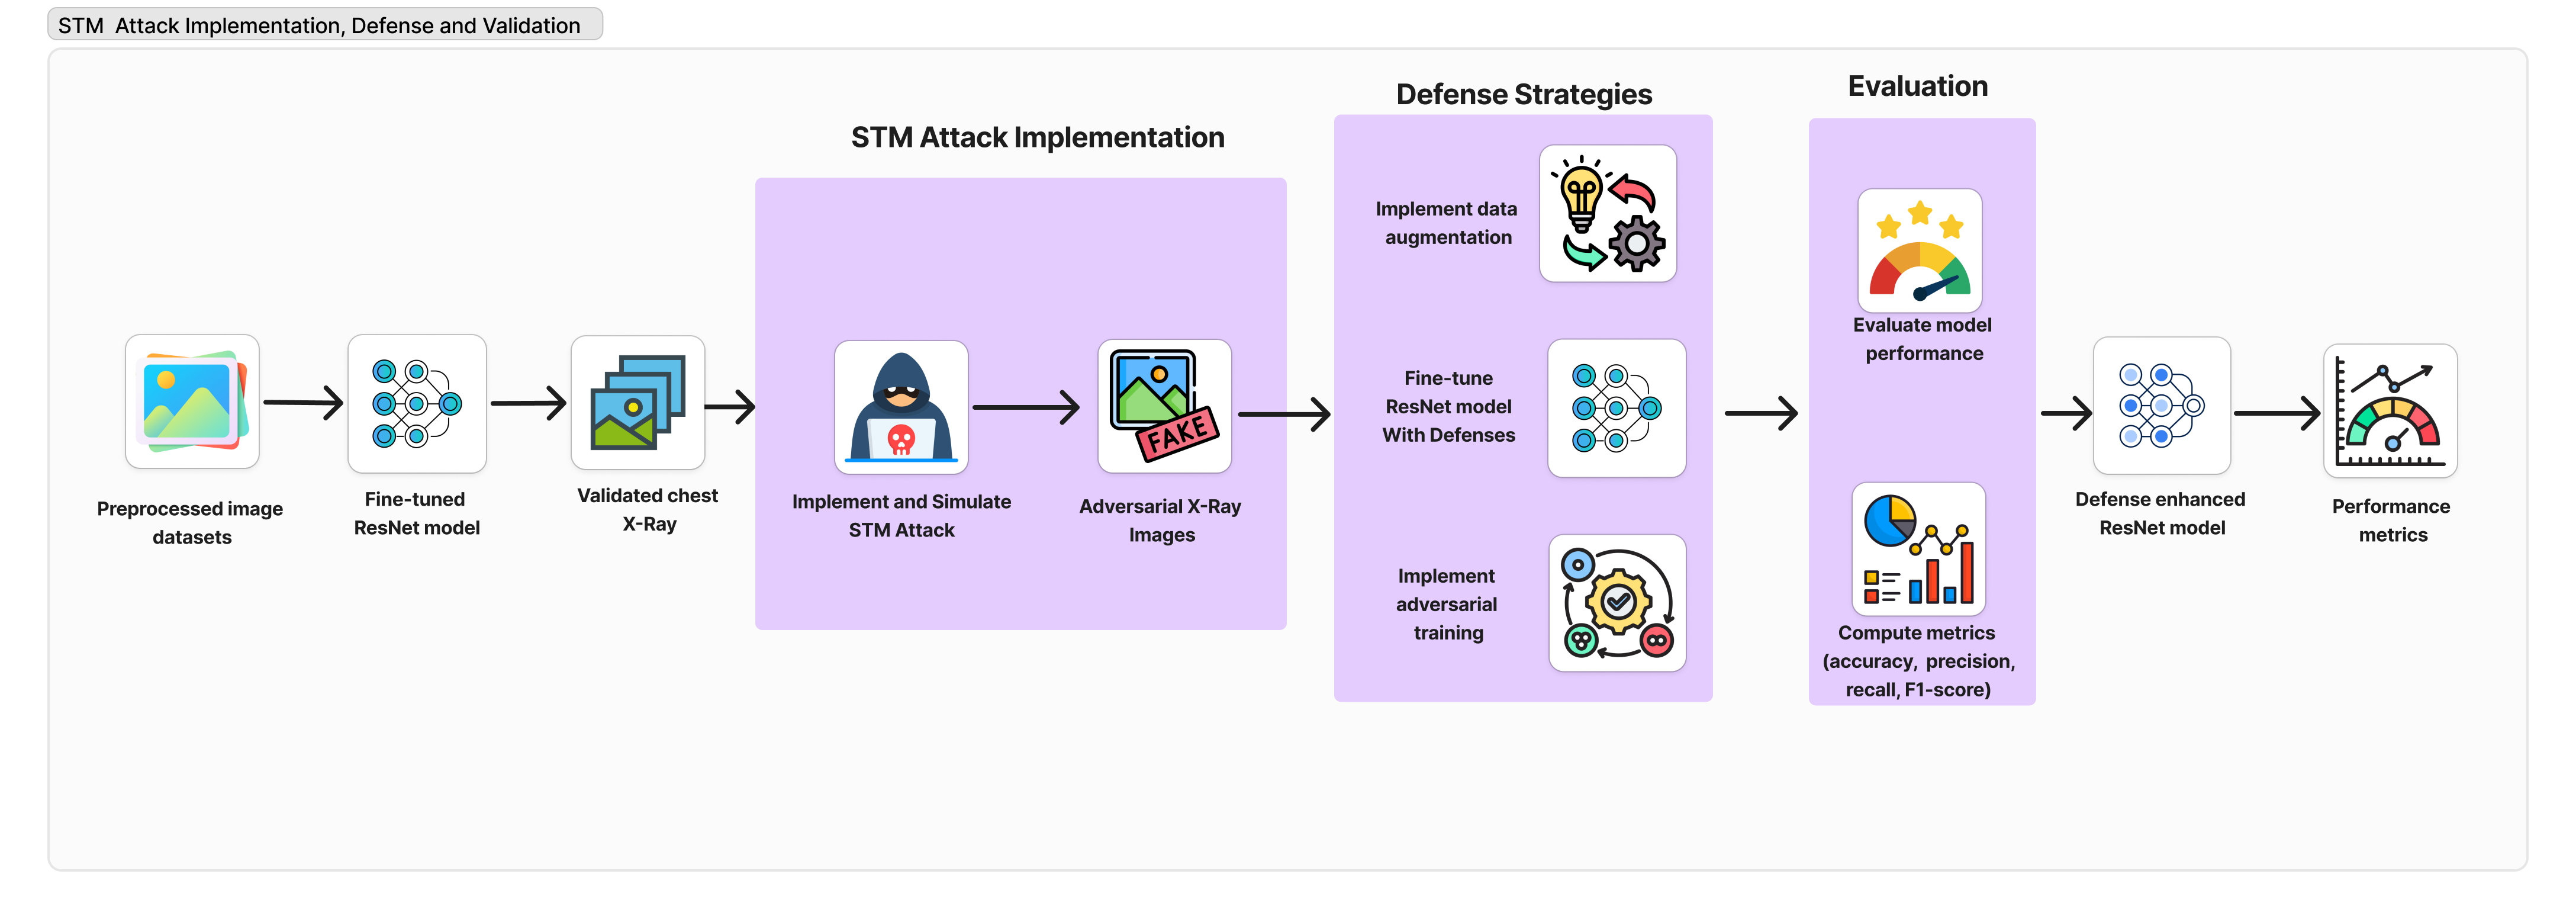 STM  Attack Implementation, Defense and Validation
Preprocessed image
datasets
Fine-tuned
ResNet model
Validated chest
X-Ray
STM Attack Implementation
Implement and Simulate
STM Attack
FAKE
Adversarial X-Ray
Images
Defense Strategies
Implement data
augmentation
Fine-tune
ResNet model
With Defenses
Implement
adversarial
training
Evaluation
Evaluate model
performance
Compute metrics
(accuracy,  precision,
recall, F1-score)
Defense enhanced
ResNet model
Performance
metrics